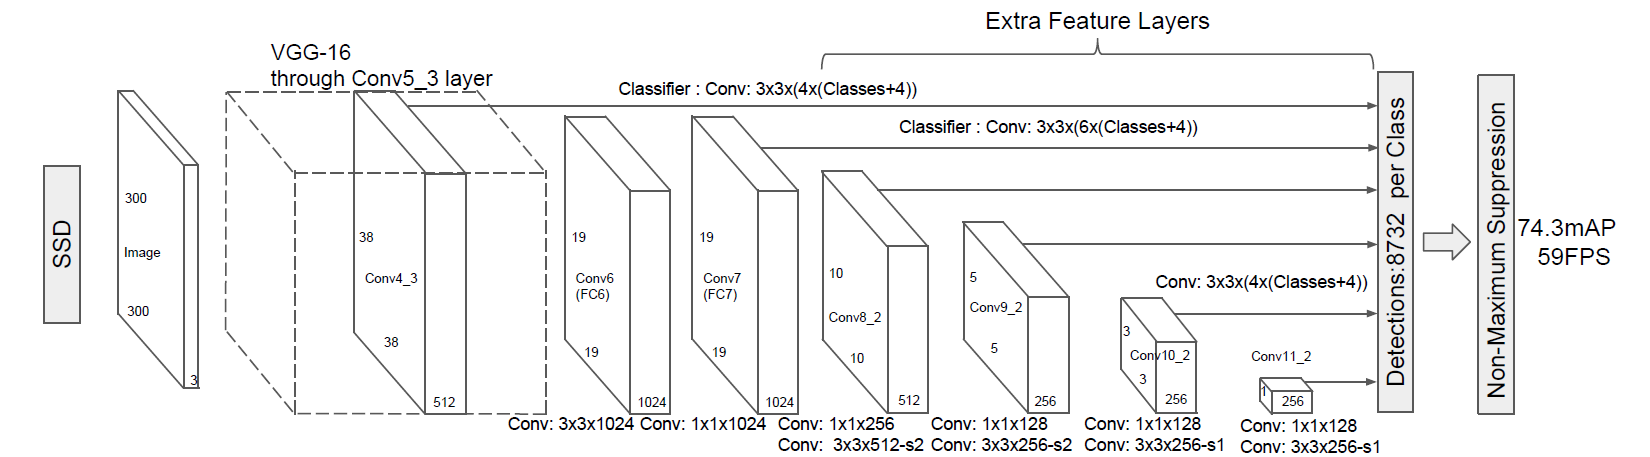 Extra Feature Layers
VGG-16
through Conv5_3 layer
Classifier : Conv: 3x3x(4x(Classes+4))
Classifier : Conv: 3x3x(6x(Classes+4))
SSD
300
Image
300
3
38
Conv4_3
38
512
19
Conv6
(FC6)
19
1024
19
Conv7
(FC7)
19
1024
10
Conv8_2
10
512
5
Conv9_2
5
256
Conv: 3x3x(4x(Classes+4))
3
Conv10_2
3
256
Conv11_2
1
256
Detections:8732 per Class
Non-Maximum Suppression
74.3mAP
59FPS
Conv: 3x3x1024
Conv: 1x1x1024
Conv: 1x1x256
Conv: 3x3x512-s2
Conv: 1x1x128
Conv: 3x3x256-s2
Conv: 1x1x128
Conv: 3x3x256-s1
Conv: 1x1x128
Conv: 3x3x256-s1